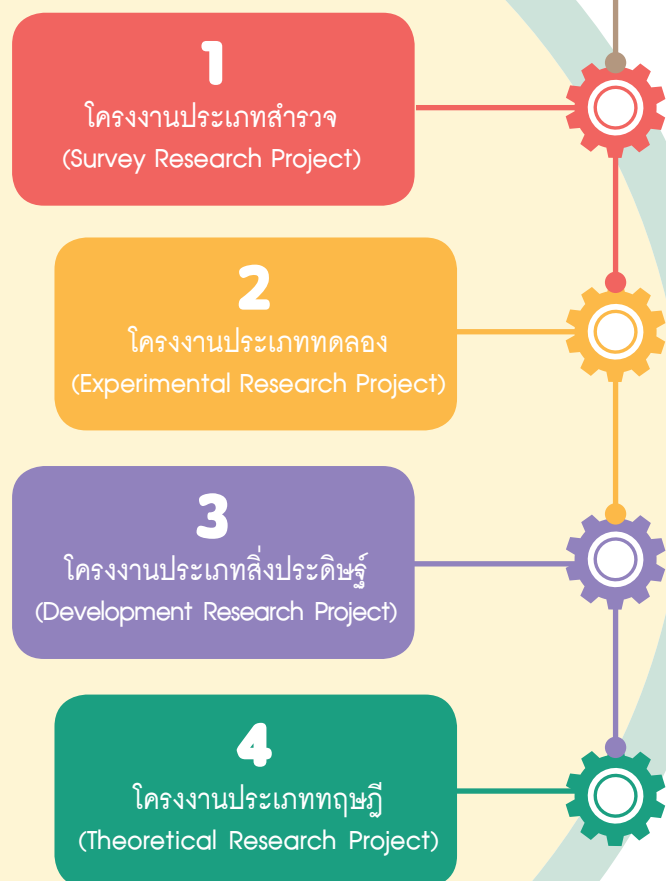 1
โครงงานประเภทสำรวจ
(Survey Research Project)
2
โครงงานประเภททดลอง
(Experimental Research Project)
3
โครงงานประเภทสิ่งประดิษฐ์
(Development Research Project)
4
โครงงานประเภททฤษฎี
(Theoretical Research Project)